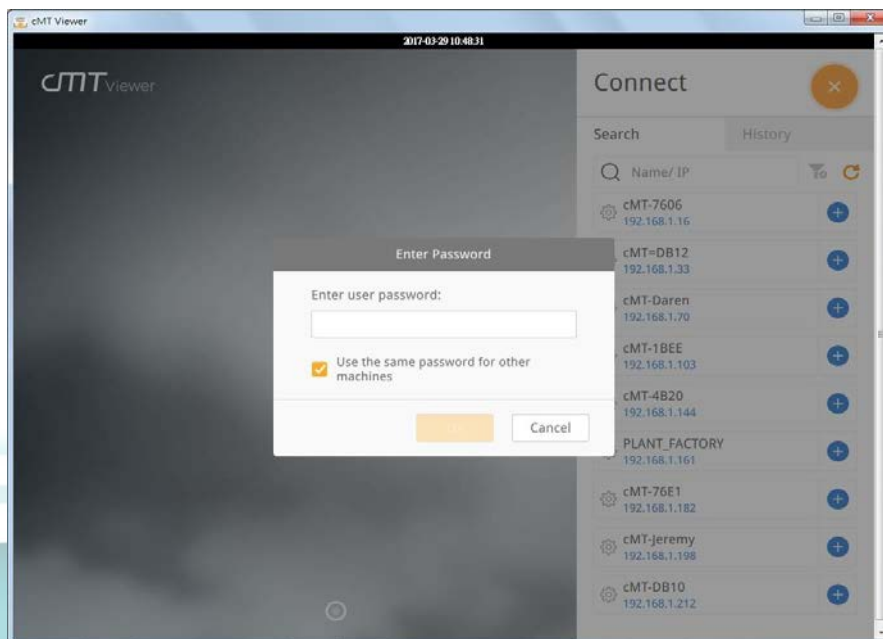 cMT Viewer
2017-03-29 10:48:31
cMT Viewer
Connect
Search
History
Name/ IP
cMT-7606
192.168.1.16
cMT=DB12
192.168.1.33
cMT-Daren
192.168.1.70
cMT-1BEE
192.168.1.103
cMT-4B20
192.168.1.144
PLANT_FACTORY
192.168.1.161
cMT-76E1
192.168.1.182
cMT-Jeremy
192.168.1.198
cMT-DB10
192.168.1.212
Enter Password
Enter user password:
Use the same password for other
machines
Cancel